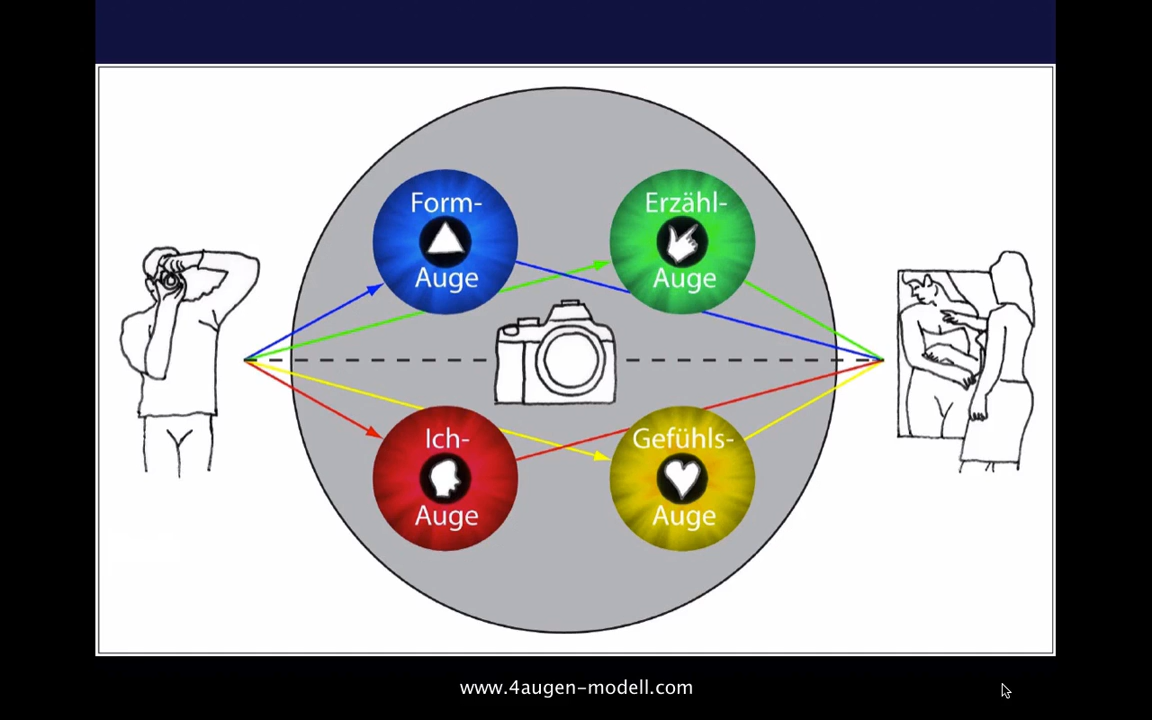 Form-
Auge
Erzähl-
Auge
Ich-
Auge
Gefühls-
Auge
www.4augen-modell.com